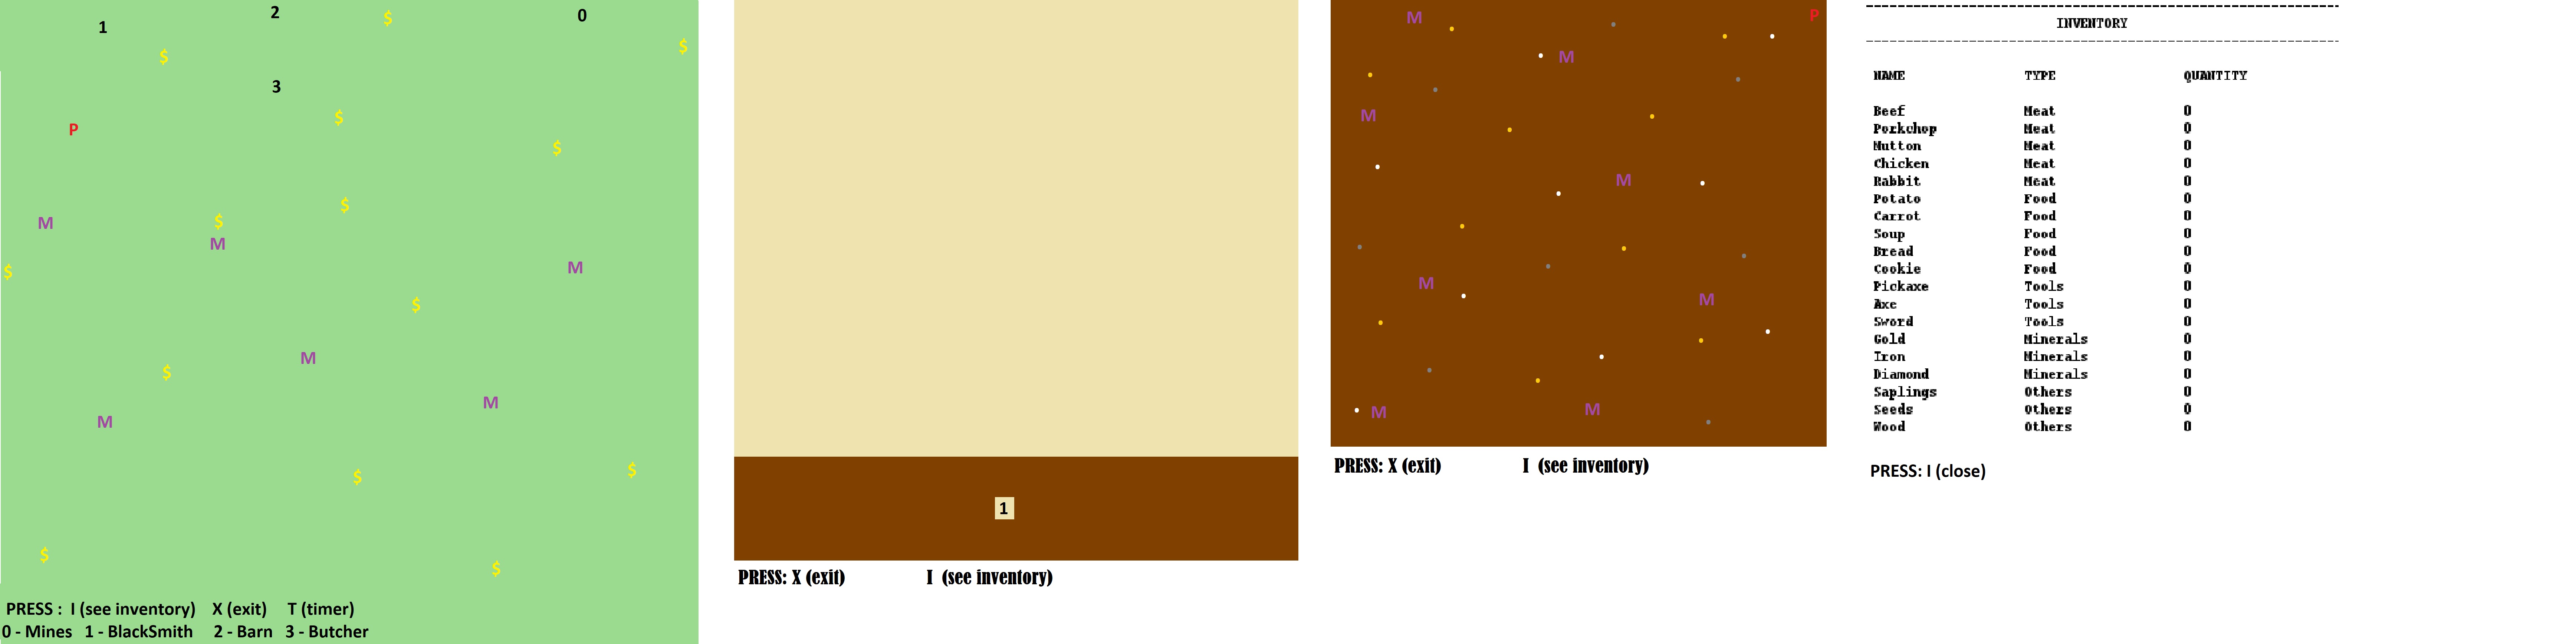 2 $ 0
1
$
$
3
$
P
$
$
M
$
M
M
$
$
M
$
M
M
$
$
$
$
PRESS : I (see inventory) X (exit) T (timer)
0 - Mines 1 - BlackSmith 2 - Barn 3 - Butcher
1
PRESS: X (exit) I (see inventory)
M P
M
M
M
M
M
M M
PRESS: X (exit) I (see inventory)
INVENTORY
NAME TYPE QUANTITY
Beef Meat 0
Porkchop Meat 0
Mutton Meat 0
Chicken Meat 0
Rabbit Meat 0
Potato Food 0
Carrot Food 0
Soup Food 0
Bread Food 0
Cookie Food 0
Pickaxe Tools 0
Axe Tools 0
Sword Tools 0
Gold Minerals 0
Iron Minerals 0
Diamond Minerals 0
Saplings Others 0
Seeds Others 0
Wood Others 0
PRESS: I (close)